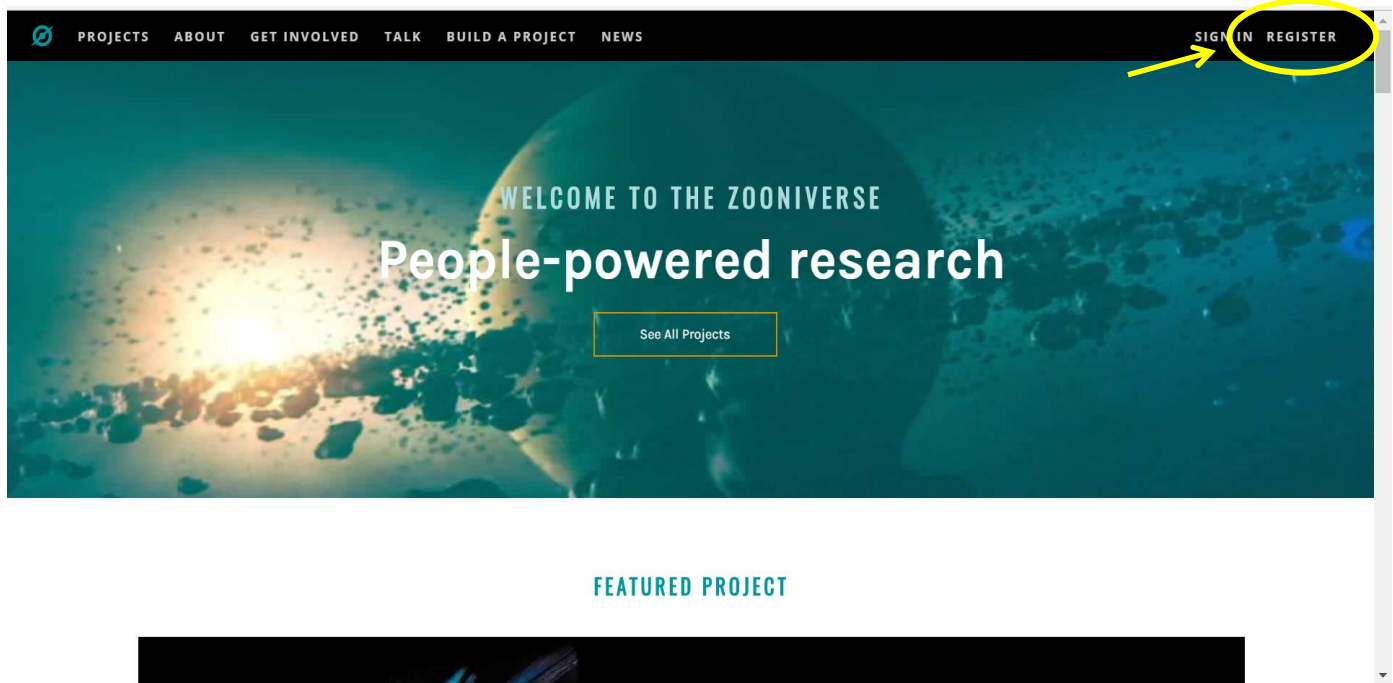 PROJECTS ABOUT GET INVOLVED TALK BUILD A PROJECT NEWS SIGN IN REGISTER
WELCOME TO THE ZOONIVERSE
People-powered research
See All Projects
FEATURED PROJECT